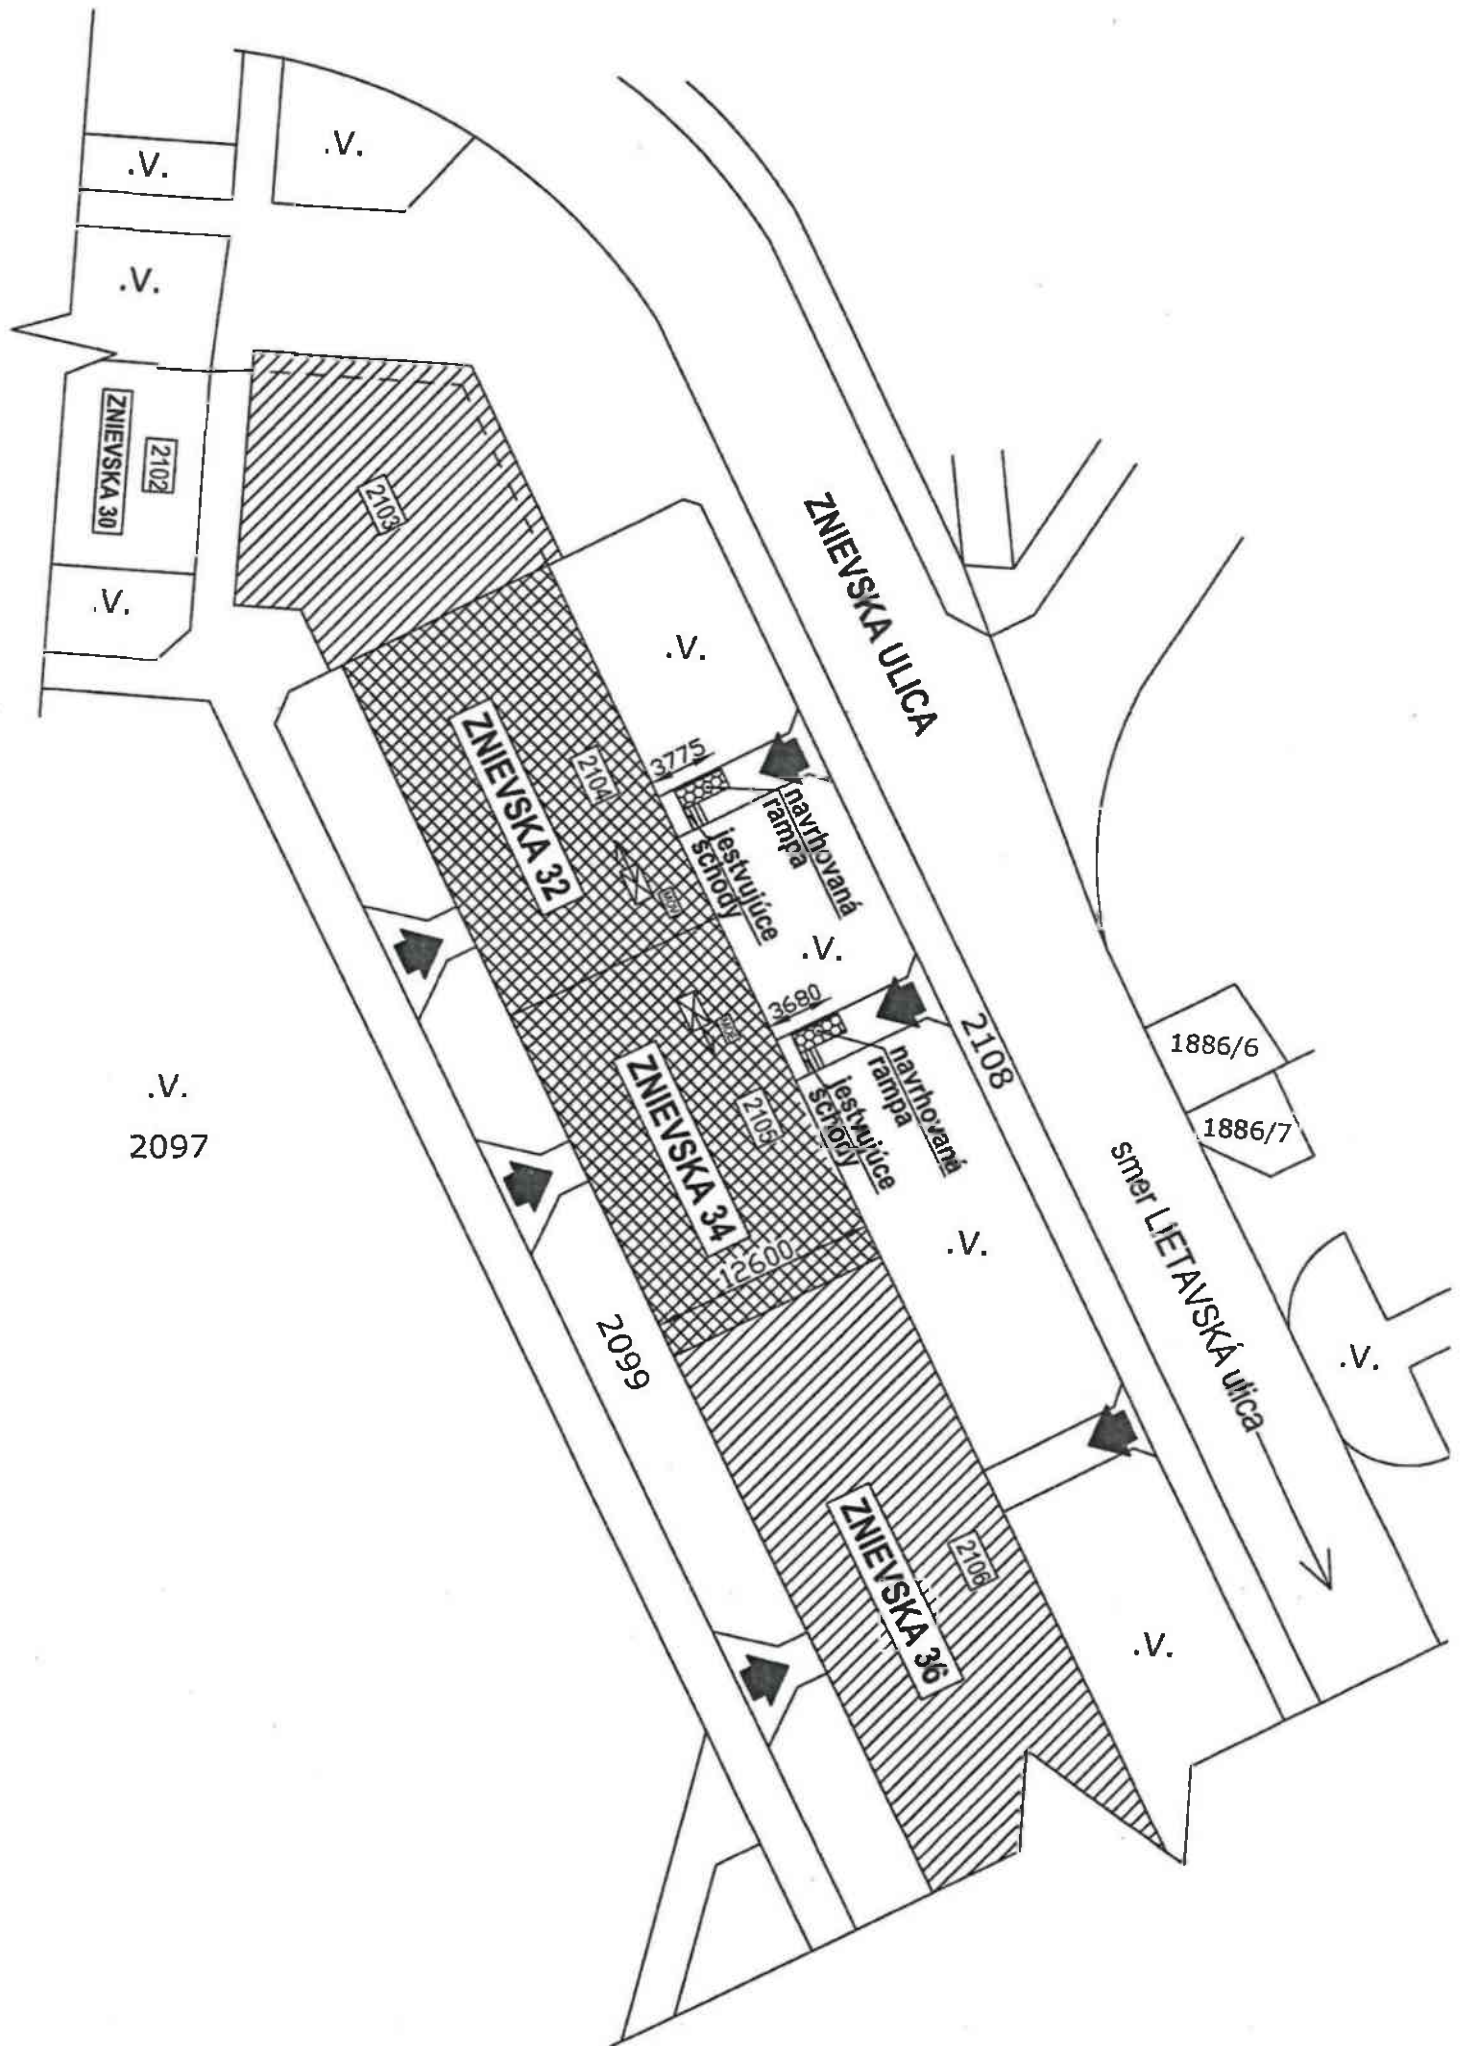 .V.
.V.
.V.
2102
ZNIEVSKA 30
2103
.V.
ZNIEVSKA ULICA
.V.
ZNIEVSKA 32
2104
3775
navrhovaná
rampa
jestvujúce
schody
.V.
3680
2108
navrhovaná
rampa
jestvujúce
schody
1886/6
1886/7
.V.
2097
ZNIEVSKA 34
2105
12600
.V.
smer LIETAVSKÁ ulica
.V.
2099
ZNIEVSKA 36
2106
.V.